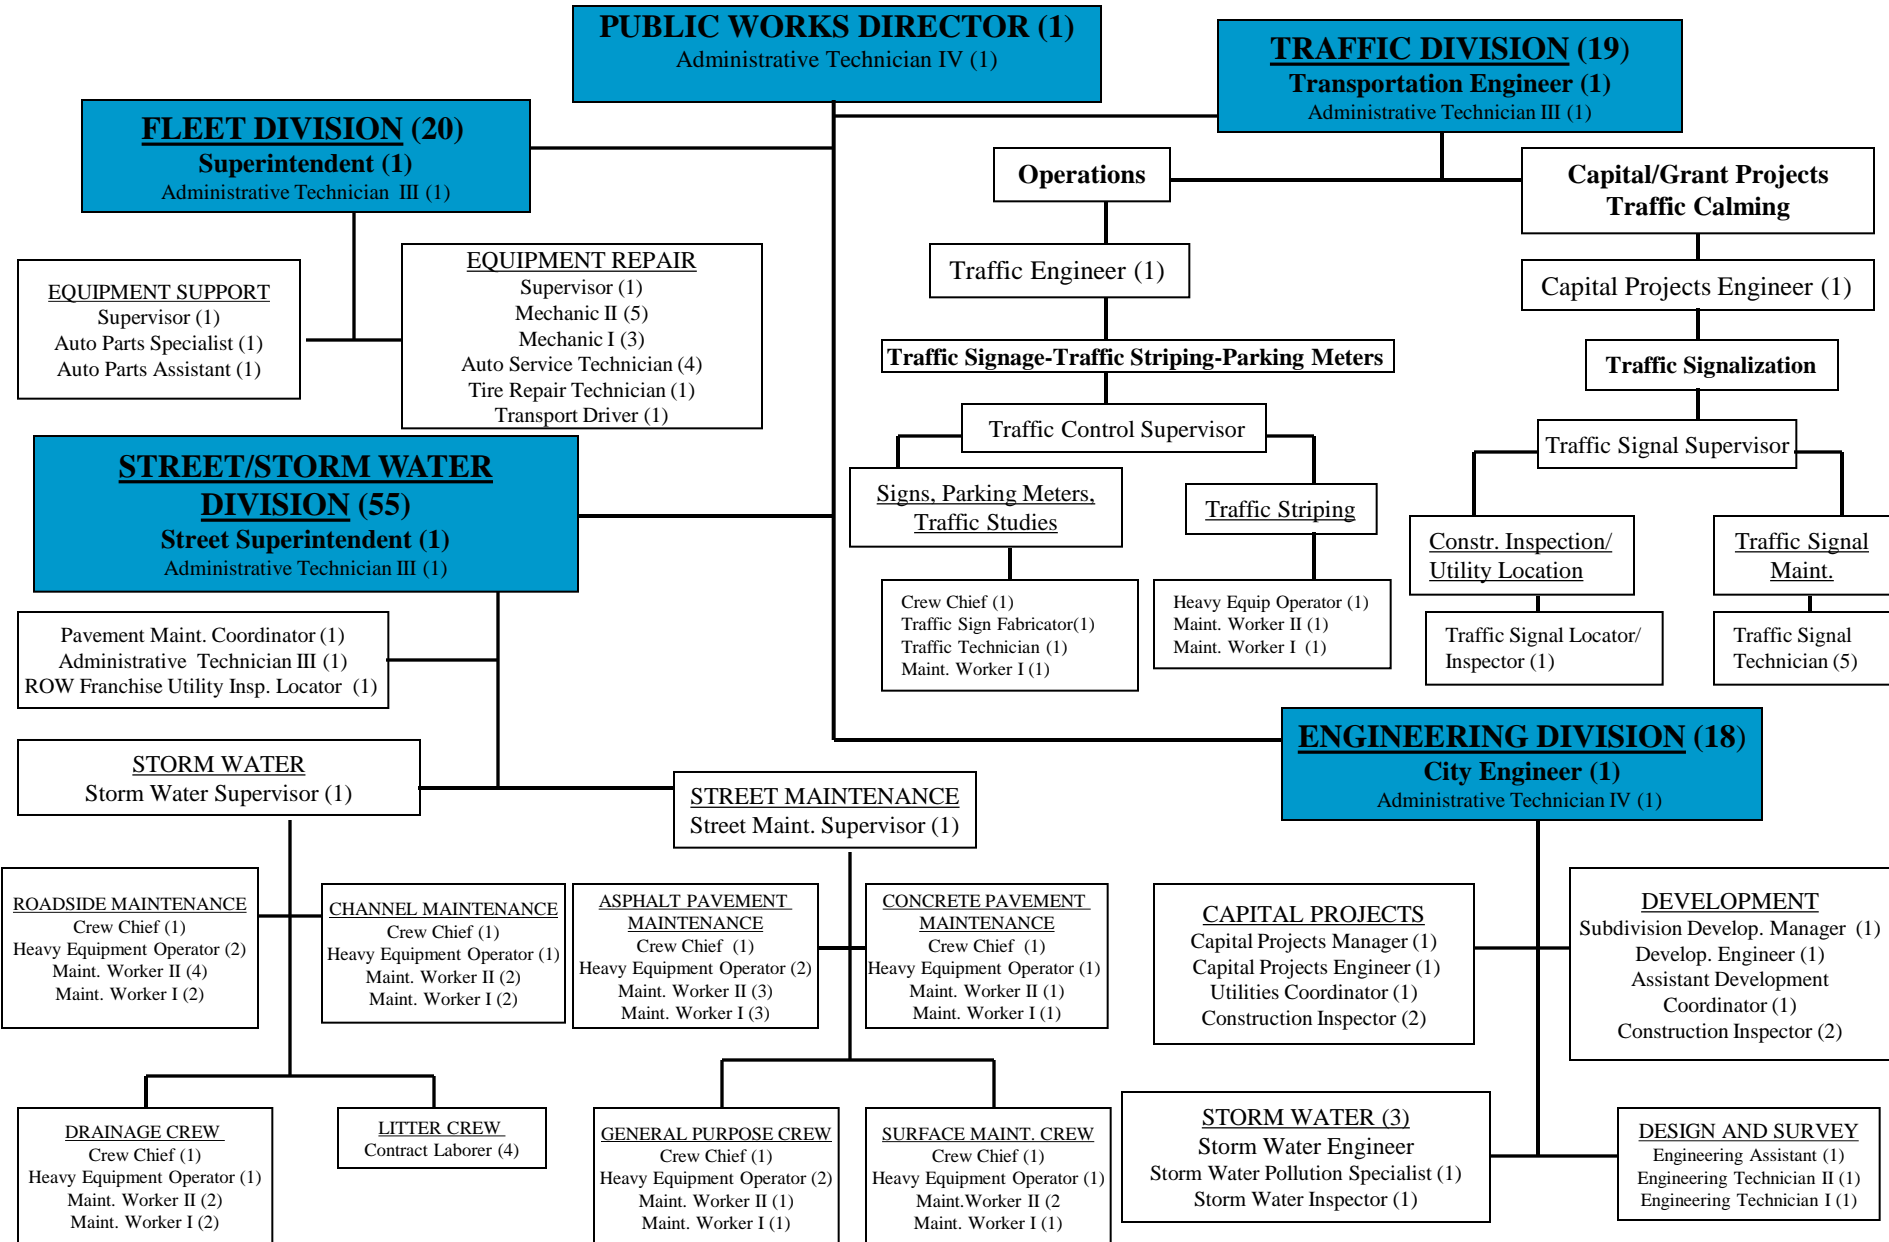 PUBLIC WORKS DIRECTOR (1)
Administrative Technician IV (1)
TRAFFIC DIVISION (19)
Transportation Engineer (1)
Administrative Technician III (1)
FLEET DIVISION (20)
Superintendent (1)
Administrative Technician III (1)
Operations
Capital/Grant Projects
Traffic Calming
EQUIPMENT SUPPORT
Supervisor (1)
Auto Parts Specialist (1)
Auto Parts Assistant (1)
EQUIPMENT REPAIR
Supervisor (1)
Mechanic II (5)
Mechanic I (3)
Auto Service Technician (4)
Tire Repair Technician (1)
Transport Driver (1)
Traffic Engineer (1)
Capital Projects Engineer (1)
Traffic Signage-Traffic Striping-Parking Meters
Traffic Signalization
Traffic Control Supervisor
Traffic Signal Supervisor
STREET/STORM WATER
DIVISION (55)
Street Superintendent (1)
Administrative Technician III (1)
Signs, Parking Meters,
Traffic Studies
Traffic Striping
Constr. Inspection/
Utility Location
Traffic Signal
Maint.
Crew Chief (1)
Traffic Sign Fabricator(1)
Traffic Technician (1)
Maint. Worker I (1)
Heavy Equip Operator (1)
Maint. Worker II (1)
Maint. Worker I (1)
Traffic Signal Locator/
Inspector (1)
Traffic Signal
Technician (5)
Pavement Maint. Coordinator (1)
Administrative Technician III (1)
ROW Franchise Utility Insp. Locator (1)
ENGINEERING DIVISION (18)
City Engineer (1)
Administrative Technician IV (1)
STORM WATER
Storm Water Supervisor (1)
STREET MAINTENANCE
Street Maint. Supervisor (1)
ROADSIDE MAINTENANCE
Crew Chief (1)
Heavy Equipment Operator (2)
Maint. Worker II (4)
Maint. Worker I (2)
CHANNEL MAINTENANCE
Crew Chief (1)
Heavy Equipment Operator (1)
Maint. Worker II (2)
Maint. Worker I (2)
ASPHALT PAVEMENT
MAINTENANCE
Crew Chief (1)
Heavy Equipment Operator (2)
Maint. Worker II (3)
Maint. Worker I (3)
CONCRETE PAVEMENT
MAINTENANCE
Crew Chief (1)
Heavy Equipment Operator (1)
Maint. Worker II (1)
Maint. Worker I (1)
CAPITAL PROJECTS
Capital Projects Manager (1)
Capital Projects Engineer (1)
Utilities Coordinator (1)
Construction Inspector (2)
DEVELOPMENT
Subdivision Develop. Manager (1)
Develop. Engineer (1)
Assistant Development
Coordinator (1)
Construction Inspector (2)
DRAINAGE CREW
Crew Chief (1)
Heavy Equipment Operator (1)
Maint. Worker II (2)
Maint. Worker I (2)
LITTER CREW
Contract Laborer (4)
GENERAL PURPOSE CREW
Crew Chief (1)
Heavy Equipment Operator (2)
Maint. Worker II (1)
Maint. Worker I (1)
SURFACE MAINT. CREW
Crew Chief (1)
Heavy Equipment Operator (1)
Maint.Worker II (2
Maint. Worker I (1)
STORM WATER (3)
Storm Water Engineer
Storm Water Pollution Specialist (1)
Storm Water Inspector (1)
DESIGN AND SURVEY
Engineering Assistant (1)
Engineering Technician II (1)
Engineering Technician I (1)